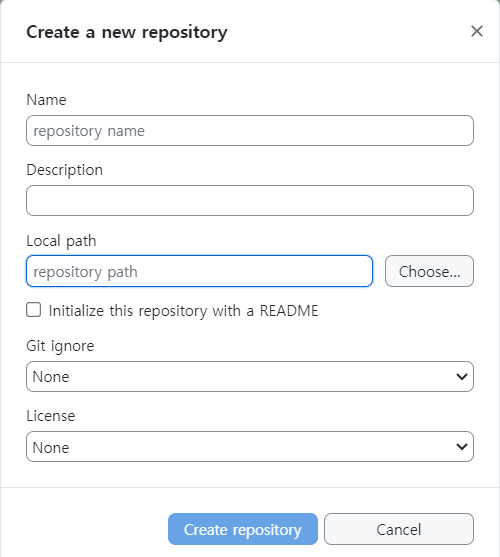 Create a new repository
Name
repository name
Description
Local path
repository path
Choose...
Initialize this repository with a README
Git ignore
None
License
None
Create repository
Cancel